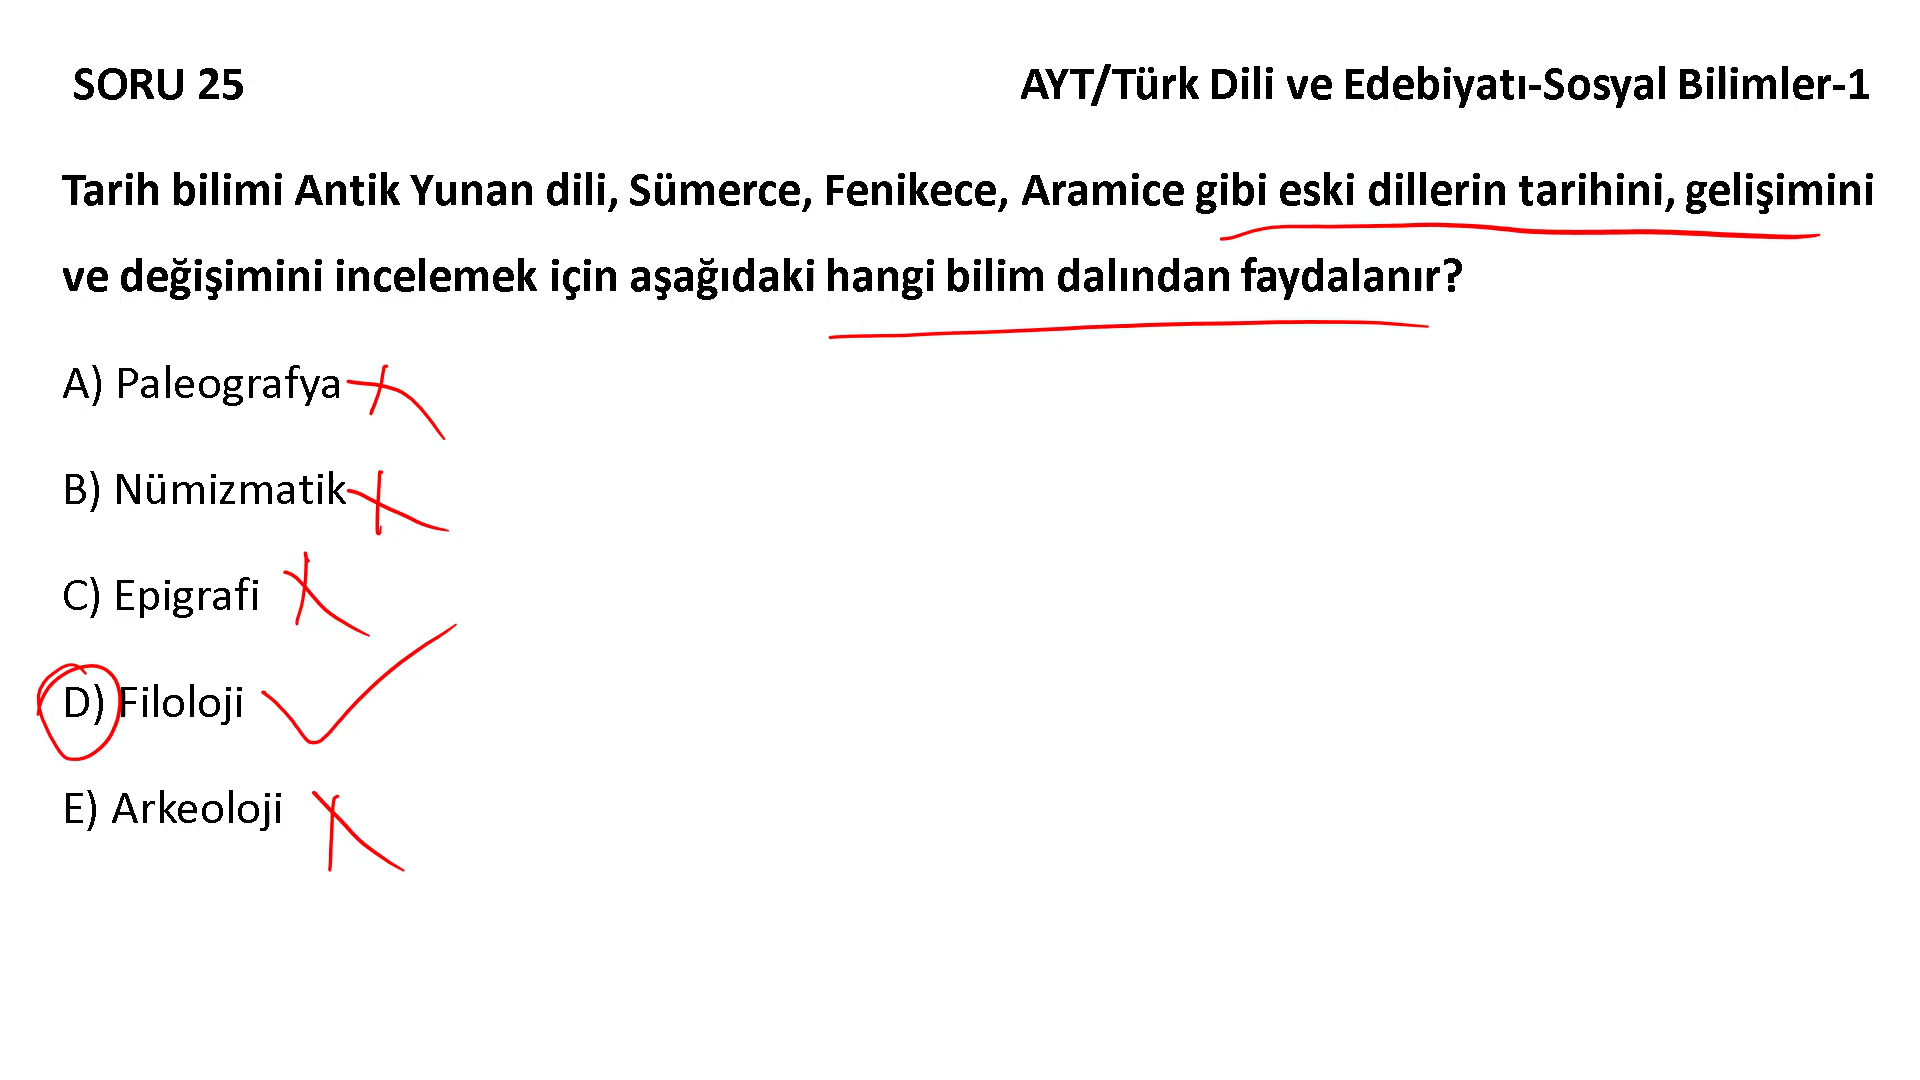 SORU 25
AYT/Türk Dili ve Edebiyatı-Sosyal Bilimler-1
Tarih bilimi Antik Yunan dili, Sümerce, Fenikece, Aramice gibi eski dillerin tarihini, gelişimini
ve değişimini incelemek için aşağıdaki hangi bilim dalından faydalanır?
A) Paleografya
B) Nümizmatik
C) Epigrafi
D) Filoloji
E) Arkeoloji